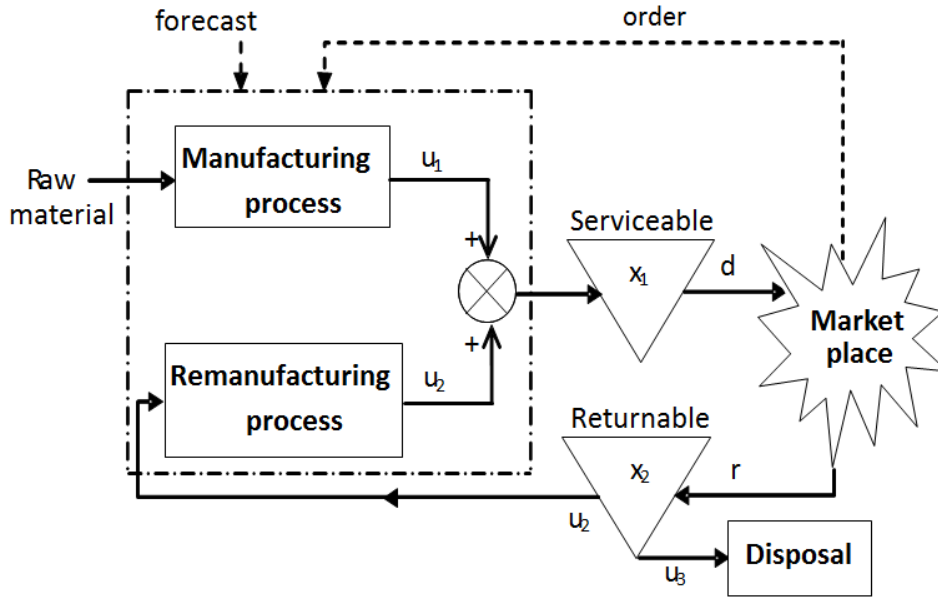 forecast
order
Manufacturing
process
u₁
Raw
material
+
Serviceable
x₁
d
Market
place
+
Remanufacturing
process
u₂
Returnable
x₂
r
u₂
u₃
Disposal